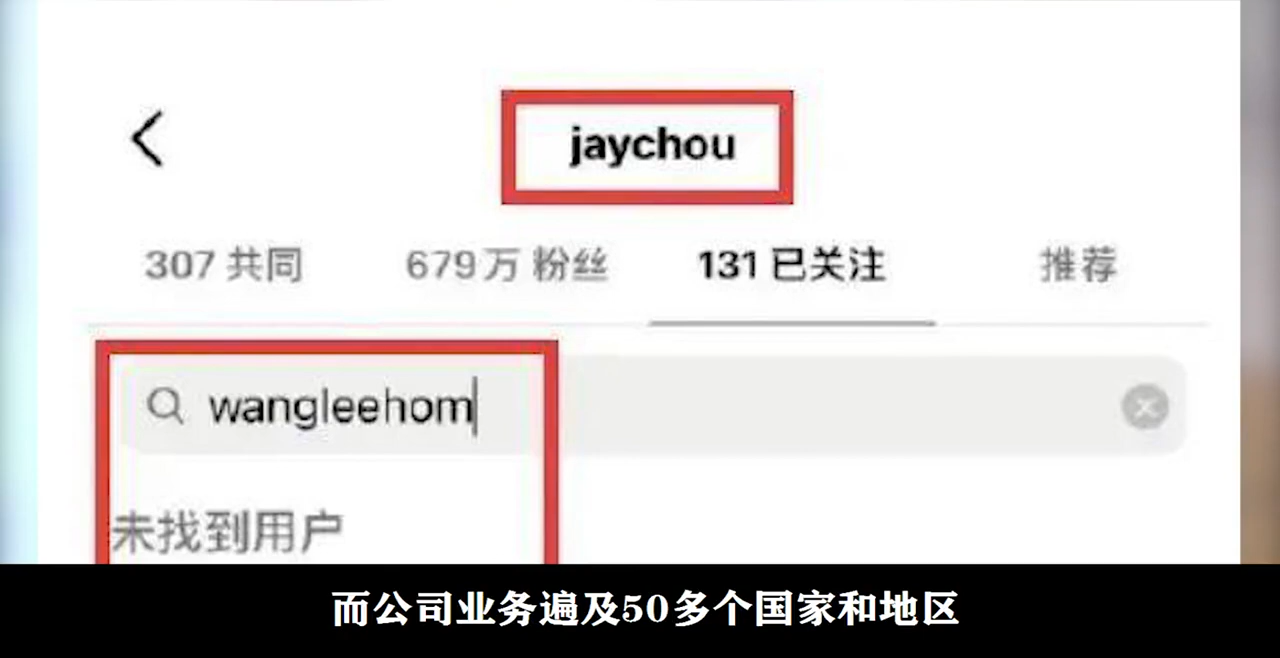 jaychou
307 共同 679万 粉丝 131 已关注 推荐
wangleehom
未找到用户
而公司业务遍及50多个国家和地区